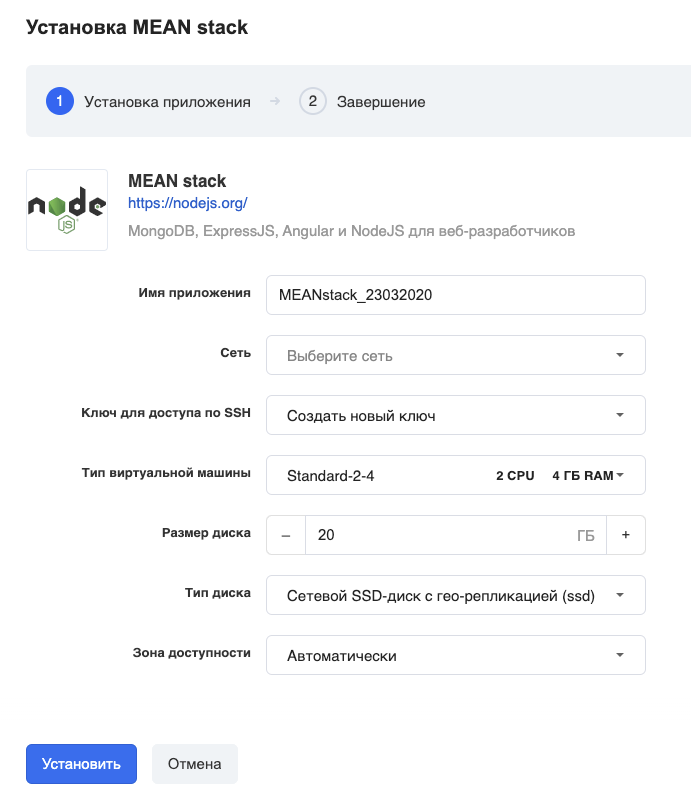 Установка MEAN stack
1 Установка приложения → 2 Завершение
node
JS
MEAN stack
https://nodejs.org/
MongoDB, ExpressJS, Angular и NodeJS для веб-разработчиков
Имя приложения MEANstack_23032020
Сеть Выберите сеть
Ключ для доступа по SSH Создать новый ключ
Тип виртуальной машины Standard-2-4 2 CPU 4 ГБ RAM
Размер диска – 20 ГБ +
Тип диска Сетевой SSD-диск с гео-репликацией (ssd)
Зона доступности Автоматически
Установить Отмена